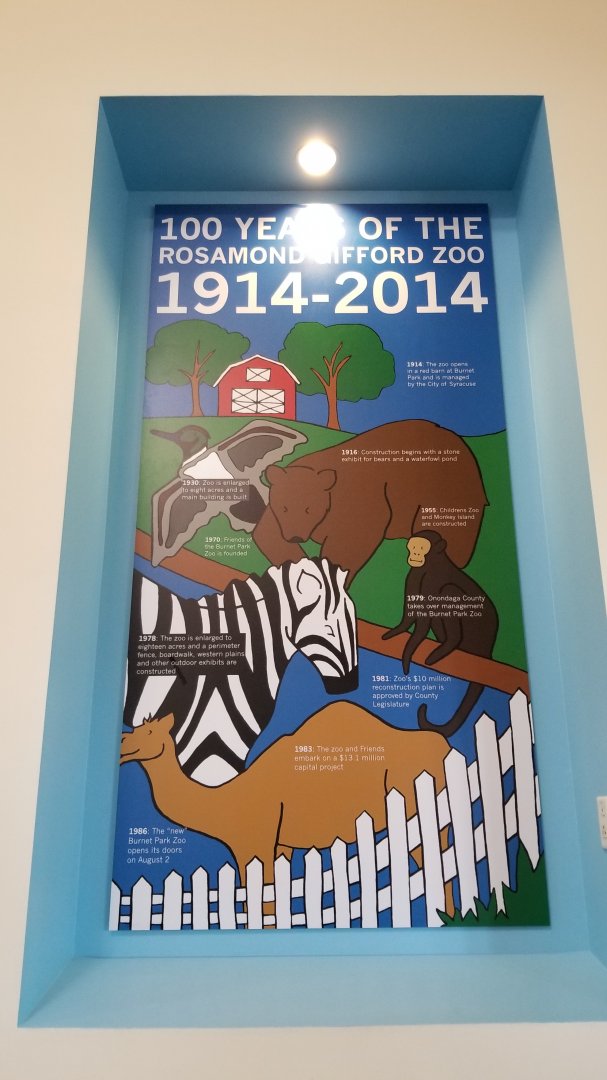 100 YEARS OF THE
ROSAMOND GIFFORD ZOO
1914-2014
1914: The zoo opens
in a red barn at Burnet
Park and is managed
by the City of Syracuse
1916: Construction begins with a stone
exhibit for bears and a waterfowl pond
1930: Zoo is enlarged
to eight acres and a
main building is built
1955: Childrens Zoo
and Monkey Island
are constructed
1970: Friends of
the Burnet Park
Zoo is founded
1979: Onondaga County
takes over management
of the Burnet Park Zoo
1978: The zoo is enlarged to
eighteen acres and a perimeter
fence, boardwalk, western plains
and other outdoor exhibits are
constructed
1981: Zoo's $10 million
reconstruction plan is
approved by County
Legislature
1983: The zoo and Friends
embark on a $13.1 million
capital project
1986: The "new"
Burnet Park Zoo
opens its doors
on August 2